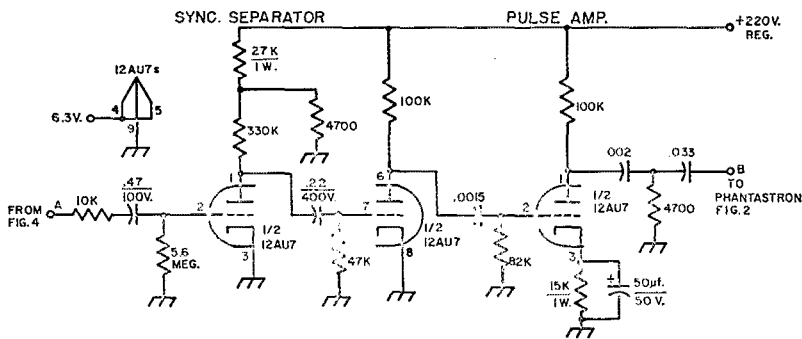 SYNC. SEPARATOR
PULSE AMP.
+220V.
REG.
27K
1W.
12AU7s
4
5
9
6.3V.
100K
100K
4700
330K
.002
.033
B
TO
PHANTASTRON
FIG. 2
1
6
1
.47
100V.
.22
400V.
.0015
1/2
12AU7
4700
FROM
FIG. 4
A
10K
2
7
2
1/2
12AU7
1/2
12AU7
3
8
3
5.6
MEG.
47K
82K
15K
1W.
+
50µf.
50V.